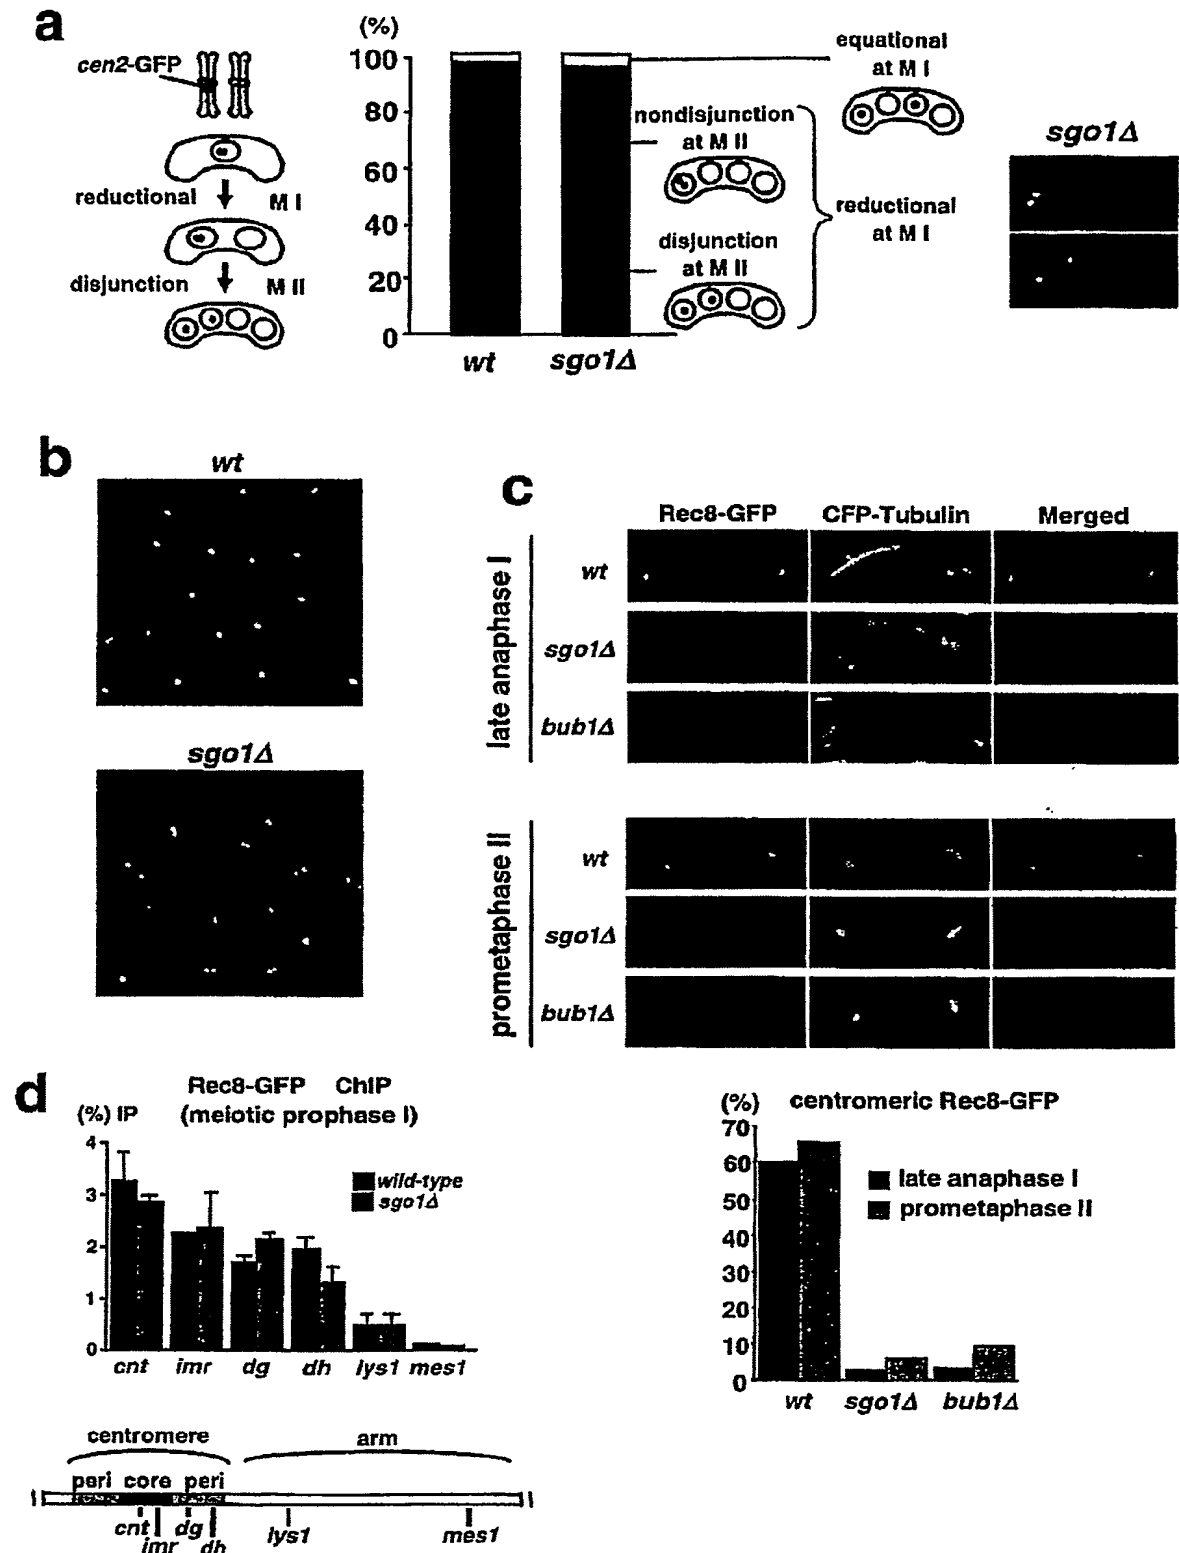 a
cen2-GFP
reductional
M I
disjunction
M II
(%)
100
80
60
40
20
0
wt
sgo1Δ
equational
at M I
nondisjunction
at M II
disjunction
at M II
reductional
at M I
sgo1Δ
b
wt
sgo1Δ
c
Rec8-GFP
CFP-Tubulin
Merged
late anaphase I
wt
sgo1Δ
bub1Δ
prometaphase II
wt
sgo1Δ
bub1Δ
d
Rec8-GFP ChIP
(meiotic prophase I)
(%) IP
4
3
2
1
0
wild-type
sgo1Δ
cnt imr dg dh lys1 mes1
centromere
arm
peri core peri
cnt
imr
dg
dh
lys1
mes1
(%)
centromeric Rec8-GFP
70
60
50
40
30
20
10
0
late anaphase I
prometaphase II
wt sgo1Δ bub1Δ